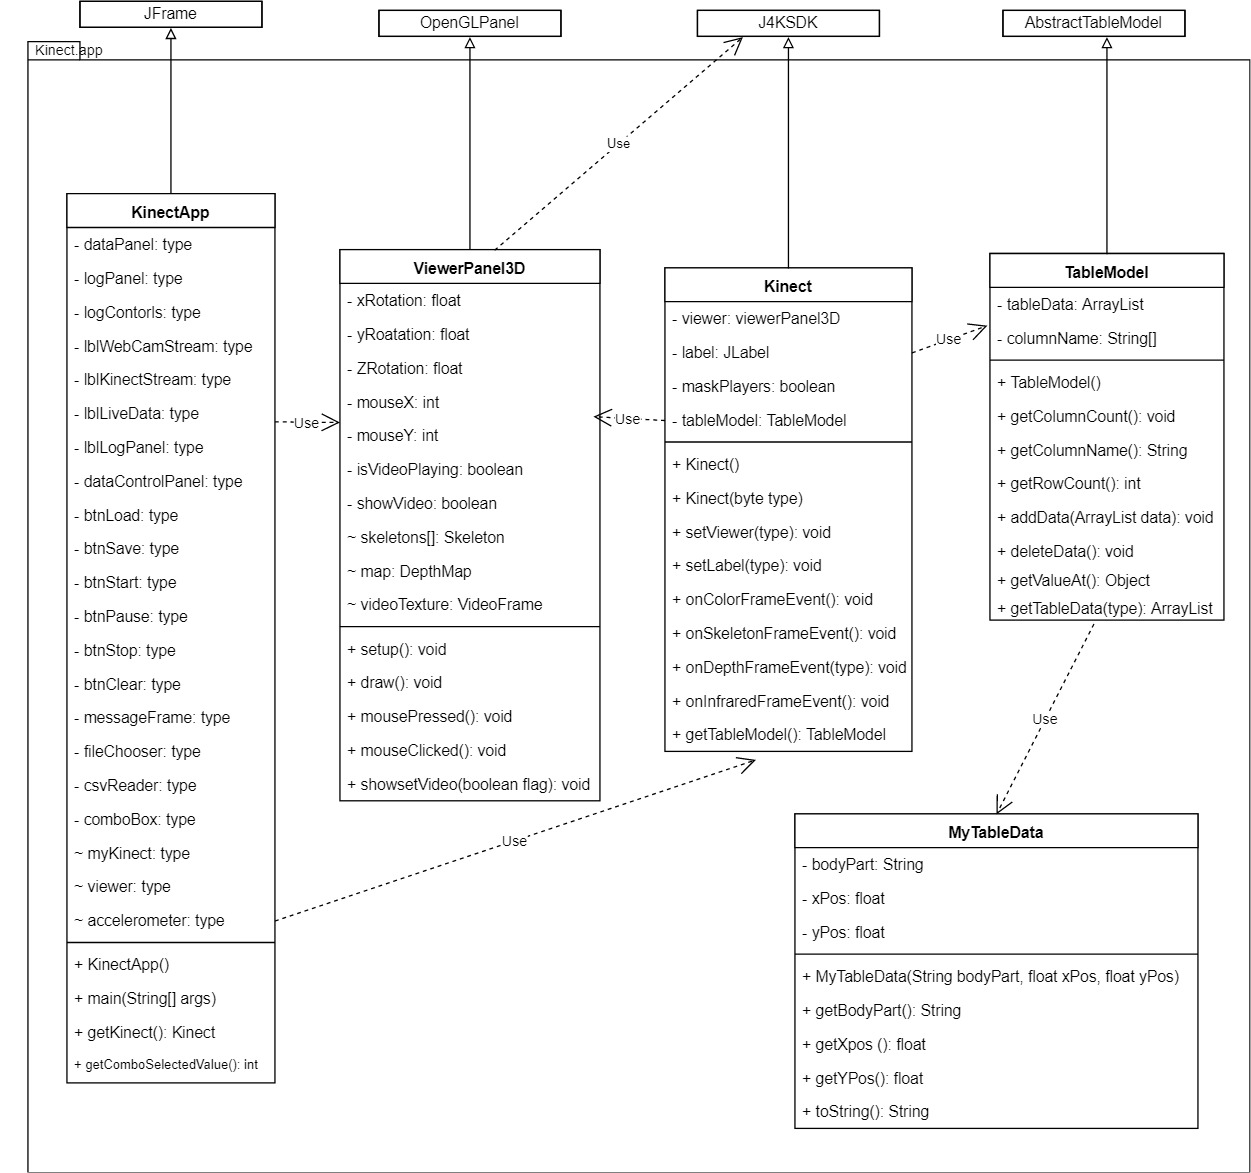 JFrame
OpenGLPanel
J4KSDK
AbstractTableModel
Kinect.app
Use
KinectApp
- dataPanel: type
- logPanel: type
- logContorls: type
- lblWebCamStream: type
- lblKinectStream: type
- lblLiveData: type
- lblLogPanel: type
- dataControlPanel: type
- btnLoad: type
- btnSave: type
- btnStart: type
- btnPause: type
- btnStop: type
- btnClear: type
- messageFrame: type
- fileChooser: type
- csvReader: type
- comboBox: type
~ myKinect: type
~ viewer: type
~ accelerometer: type
+ KinectApp()
+ main(String[] args)
+ getKinect(): Kinect
+ getComboSelectedValue(): int
Use
ViewerPanel3D
- xRotation: float
- yRoatation: float
- ZRotation: float
- mouseX: int
- mouseY: int
- isVideoPlaying: boolean
- showVideo: boolean
~ skeletons[]: Skeleton
~ map: DepthMap
~ videoTexture: VideoFrame
+ setup(): void
+ draw(): void
+ mousePressed(): void
+ mouseClicked(): void
+ showsetVideo(boolean flag): void
Use
Use
Kinect
- viewer: viewerPanel3D
- label: JLabel
- maskPlayers: boolean
- tableModel: TableModel
+ Kinect()
+ Kinect(byte type)
+ setViewer(type): void
+ setLabel(type): void
+ onColorFrameEvent(): void
+ onSkeletonFrameEvent(): void
+ onDepthFrameEvent(type): void
+ onInfraredFrameEvent(): void
+ getTableModel(): TableModel
Use
TableModel
- tableData: ArrayList
- columnName: String[]
+ TableModel()
+ getColumnCount(): void
+ getColumnName(): String
+ getRowCount(): int
+ addData(ArrayList data): void
+ deleteData(): void
+ getValueAt(): Object
+ getTableData(type): ArrayList
Use
MyTableData
- bodyPart: String
- xPos: float
- yPos: float
+ MyTableData(String bodyPart, float xPos, float yPos)
+ getBodyPart(): String
+ getXpos (): float
+ getYPos(): float
+ toString(): String